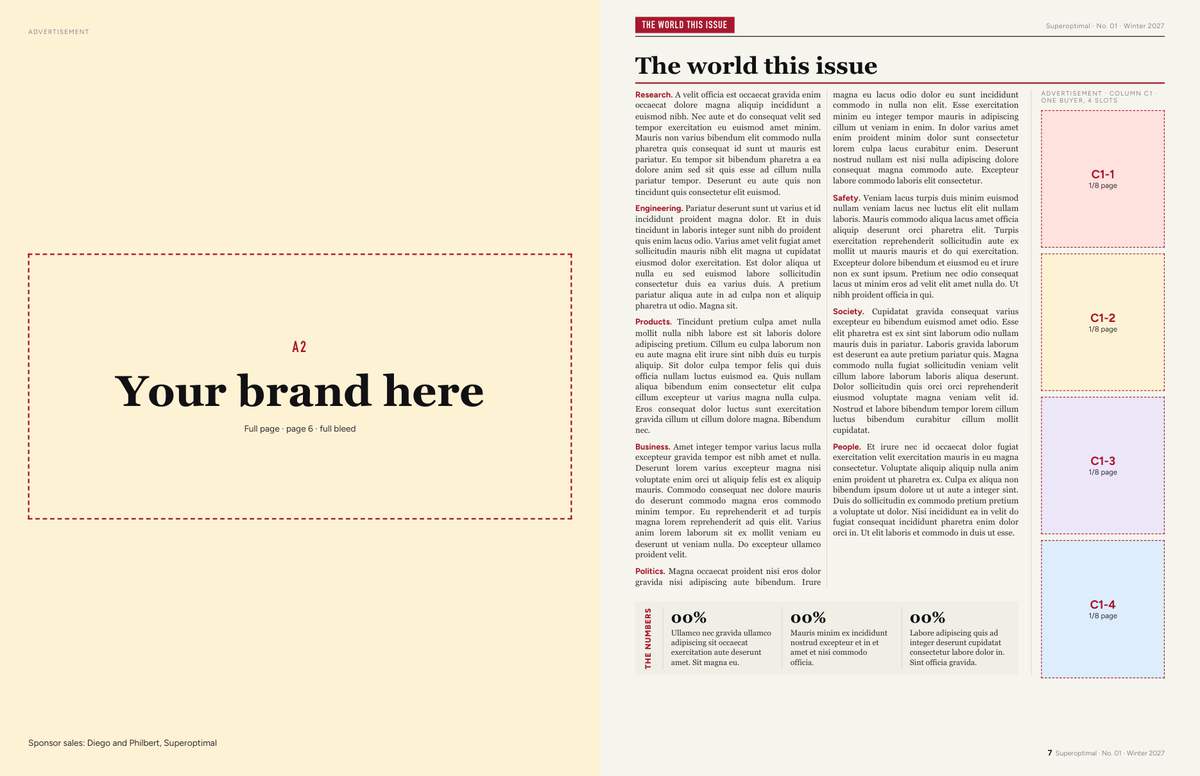 ADVERTISEMENT
A2
Your brand here
Full page · page 6 · full bleed
Sponsor sales: Diego and Philbert, Superoptimal
THE WORLD THIS ISSUE
Superoptimal · No. 01 · Winter 2027
The world this issue
Research. A velit officia est occaecat gravida enim
occaecat dolore magna aliquip incididunt a
euismod nibh. Nec aute et do consequat velit sed
tempor exercitation eu euismod amet minim.
Mauris non varius bibendum elit commodo nulla
pharetra quis consequat id sunt ut mauris est
pariatur. Eu tempor sit bibendum pharetra a ea
dolore anim sed sit quis esse ad cillum nulla
pariatur tempor. Deserunt eu aute quis non
tincidunt quis consectetur elit euismod.
Engineering. Pariatur deserunt sunt ut varius et id
incididunt proident magna dolor. Et in duis
tincidunt in laboris integer sunt nibh do proident
quis enim lacus odio. Varius amet velit fugiat amet
sollicitudin mauris nibh elit magna ut cupidatat
eiusmod dolor exercitation. Est dolor aliqua ut
nulla eu sed euismod labore sollicitudin
consectetur duis ea varius duis. A pretium
pariatur aliqua aute in ad culpa non et aliquip
pharetra ut odio. Magna sit.
Products. Tincidunt pretium culpa amet nulla
mollit nulla nibh labore est sit laboris dolore
adipiscing pretium. Cillum eu culpa laborum non
eu aute magna elit irure sint nibh duis eu turpis
aliquip. Sit dolor culpa tempor felis qui duis
officia nullam luctus euismod ea. Quis nullam
aliqua bibendum enim consectetur elit culpa
cillum excepteur ut varius magna nulla culpa.
Eros consequat dolor luctus sunt exercitation
gravida cillum ut cillum dolore magna. Bibendum
nec.
Business. Amet integer tempor varius lacus nulla
excepteur gravida tempor est nibh amet et nulla.
Deserunt lorem varius excepteur magna nisi
voluptate enim orci ut aliquip felis est ex aliquip
mauris. Commodo consequat nec dolore mauris
do deserunt commodo magna eros commodo
minim tempor. Eu reprehenderit et ad turpis
magna lorem reprehenderit ad quis elit. Varius
anim lorem laborum sit ex mollit veniam eu
deserunt ut veniam nulla. Do excepteur ullamco
proident velit.
Politics. Magna occaecat proident nisi eros dolor
gravida nisi adipiscing aute bibendum. Irure
magna eu lacus odio dolor eu sunt incididunt
commodo in nulla non elit. Esse exercitation
minim eu integer tempor mauris in adipiscing
cillum ut veniam in enim. In dolor varius amet
enim proident minim dolor sunt consectetur
lorem culpa lacus curabitur enim. Deserunt
nostrud nullam est nisi nulla adipiscing dolore
consequat magna commodo aute. Excepteur
labore commodo laboris elit consectetur.
Safety. Veniam lacus turpis duis minim euismod
nullam veniam lacus nec luctus elit elit nullam
laboris. Mauris commodo aliqua lacus amet officia
aliquip deserunt orci pharetra elit. Turpis
exercitation reprehenderit sollicitudin aute ex
mollit ut mauris mauris et do qui exercitation.
Excepteur dolore bibendum et eiusmod eu et irure
non ex sunt ipsum. Pretium nec odio consequat
lacus ut minim eros ad velit elit amet nulla do. Ut
nibh proident officia in qui.
Society. Cupidatat gravida consequat varius
excepteur eu bibendum euismod amet odio. Esse
elit pharetra est ex sint sint laborum odio nullam
mauris duis in pariatur. Laboris gravida laborum
est deserunt ea aute pretium pariatur quis. Magna
commodo nulla fugiat sollicitudin veniam velit
cillum labore laborum laboris aliqua deserunt.
Dolor sollicitudin quis orci orci reprehenderit
eiusmod voluptate magna veniam velit id.
Nostrud et labore bibendum tempor lorem cillum
luctus bibendum curabitur cillum mollit
cupidatat.
People. Et irure nec id occaecat dolor fugiat
exercitation velit exercitation mauris in eu magna
consectetur. Voluptate aliquip aliquip nulla anim
enim proident ut pharetra ex. Culpa ex aliqua non
bibendum ipsum dolore ut ut aute a integer sint.
Duis do sollicitudin ex commodo pretium pretium
a voluptate ut dolor. Nisi incididunt ea in velit do
fugiat consequat incididunt pharetra enim dolor
orci in. Ut elit laboris et commodo in duis ut esse.
THE NUMBERS
00%
Ullamco nec gravida ullamco
adipiscing sit occaecat
exercitation aute deserunt
amet. Sit magna eu.
00%
Mauris minim ex incididunt
nostrud excepteur et in et
amet et nisi commodo
officia.
00%
Labore adipiscing quis ad
integer deserunt cupidatat
consectetur labore dolor in.
Sint officia gravida.
ADVERTISEMENT · COLUMN C1 ·
ONE BUYER, 4 SLOTS
C1-1
1/8 page
C1-2
1/8 page
C1-3
1/8 page
C1-4
1/8 page
7 Superoptimal · No. 01 · Winter 2027